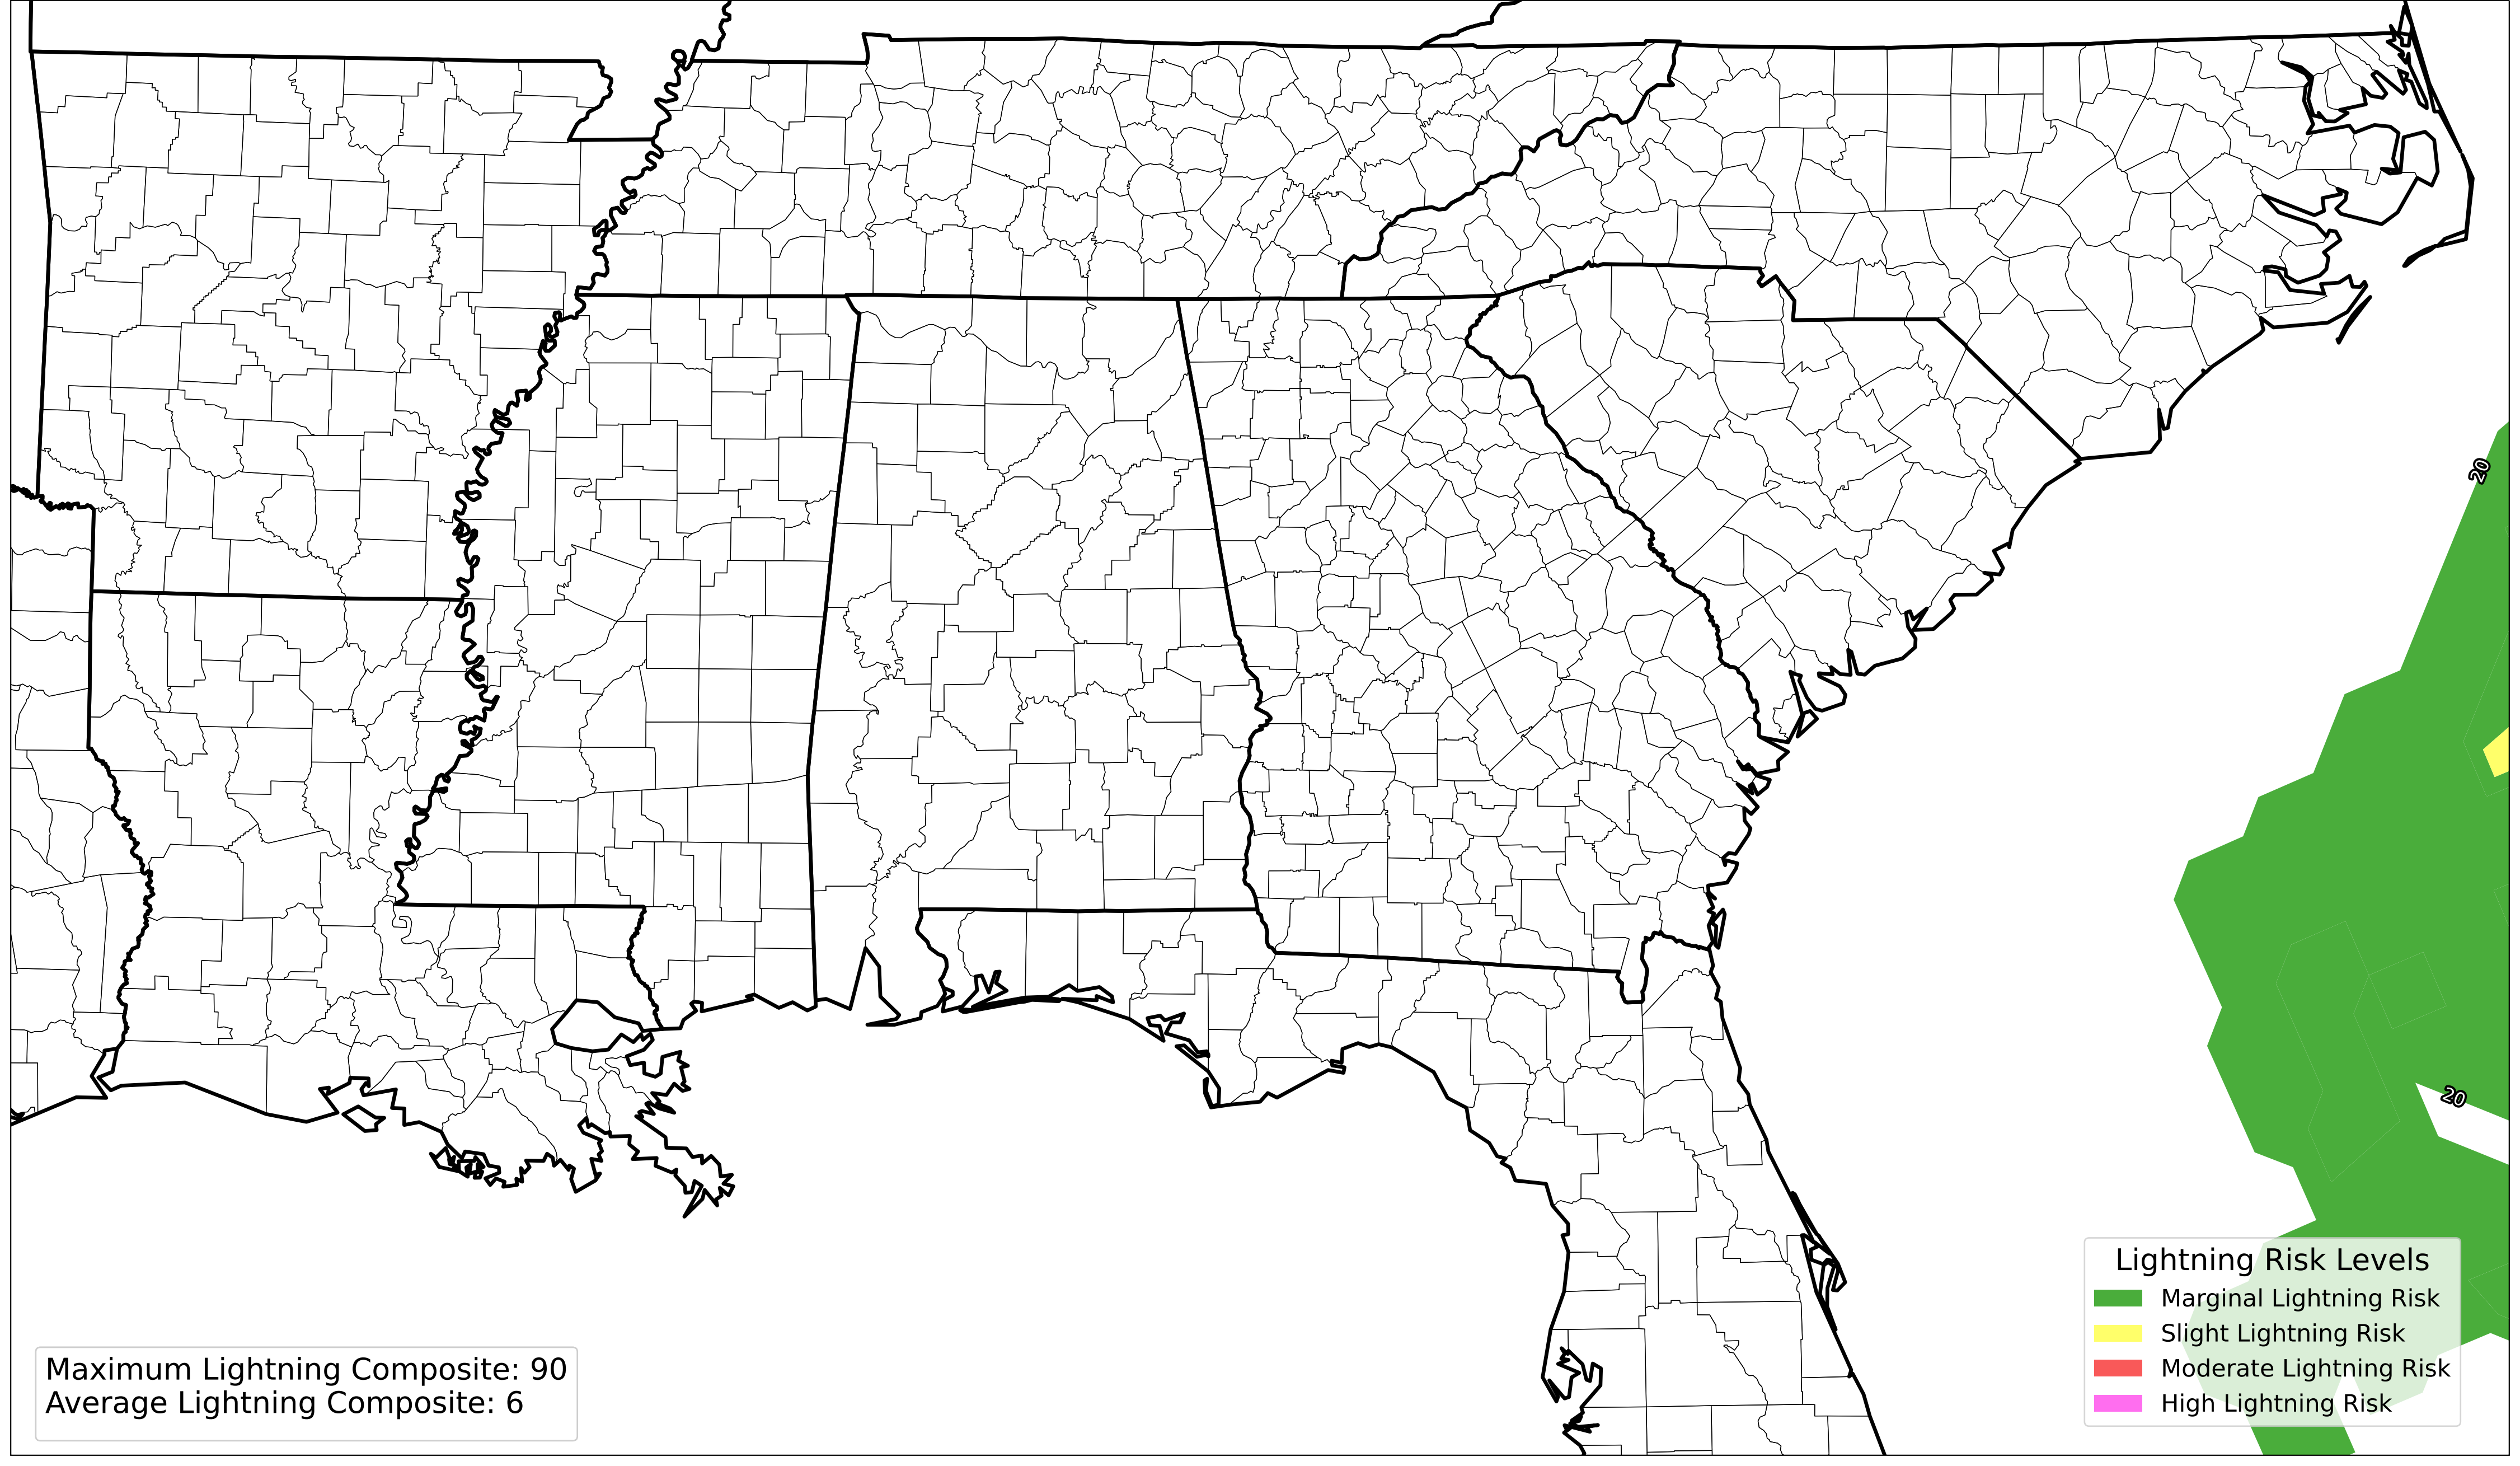 20
20
Lightning Risk Levels
Marginal Lightning Risk
Slight Lightning Risk
Moderate Lightning Risk
High Lightning Risk
Maximum Lightning Composite: 90
Average Lightning Composite: 6